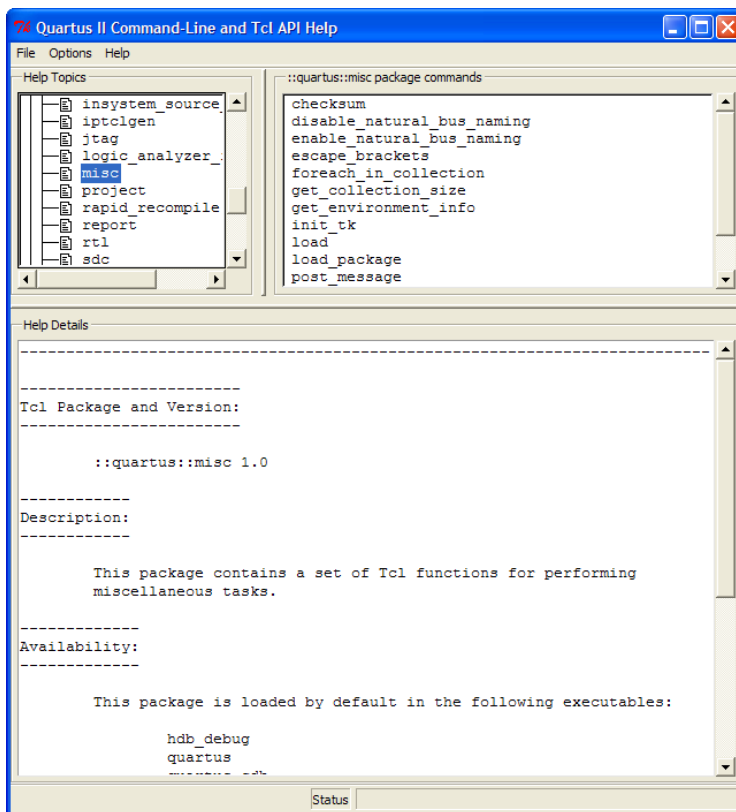 Quartus II Command-Line and Tcl API Help
File Options Help
Help Topics
insystem_source_
iptclgen
jtag
logic_analyzer_
misc
project
rapid_recompile
report
rtl
sdc
::quartus::misc package commands
checksum
disable_natural_bus_naming
enable_natural_bus_naming
escape_brackets
foreach_in_collection
get_collection_size
get_environment_info
init_tk
load
load_package
post_message
Help Details
---------------------------------------------------------------------------
------------------------
Tcl Package and Version:
------------------------
::quartus::misc 1.0
------------
Description:
------------
This package contains a set of Tcl functions for performing
miscellaneous tasks.
-------------
Availability:
-------------
This package is loaded by default in the following executables:
hdb_debug
quartus
Status